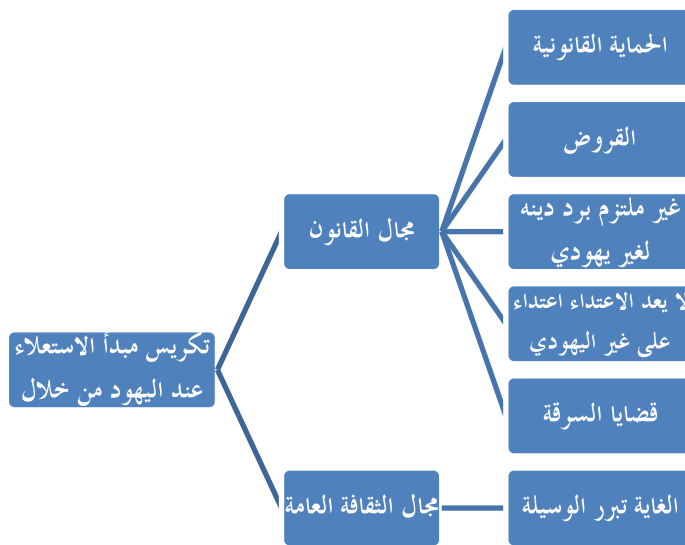 تكريس مبدأ الاستعلاء
عند اليهود من خلال
مجال القانون
الحماية القانونية
القروض
غير ملتزم برد دينه
لغير يهودي
لا يعد الاعتداء اعتداء
على غير اليهودي
قضايا السرقة
مجال الثقافة العامة
الغاية تبرر الوسيلة